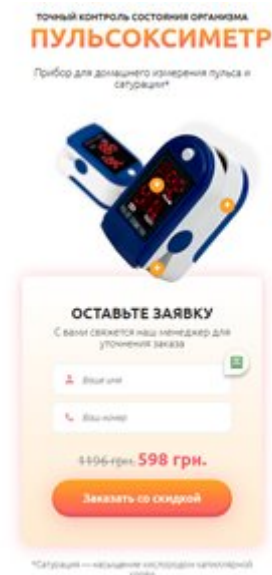 ТОЧНЫЙ КОНТРОЛЬ СОСТОЯНИЯ ОРГАНИЗМА
ПУЛЬСОКСИМЕТР
Прибор для домашнего измерения пульса и
сатурации*
ОСТАВЬТЕ ЗАЯВКУ
С вами свяжется наш менеджер для
уточнения заказа
Ваше имя
Ваш номер
1196 грн. 598 грн.
Заказать со скидкой
*Сатурация — насыщение кислородом капиллярной
крови